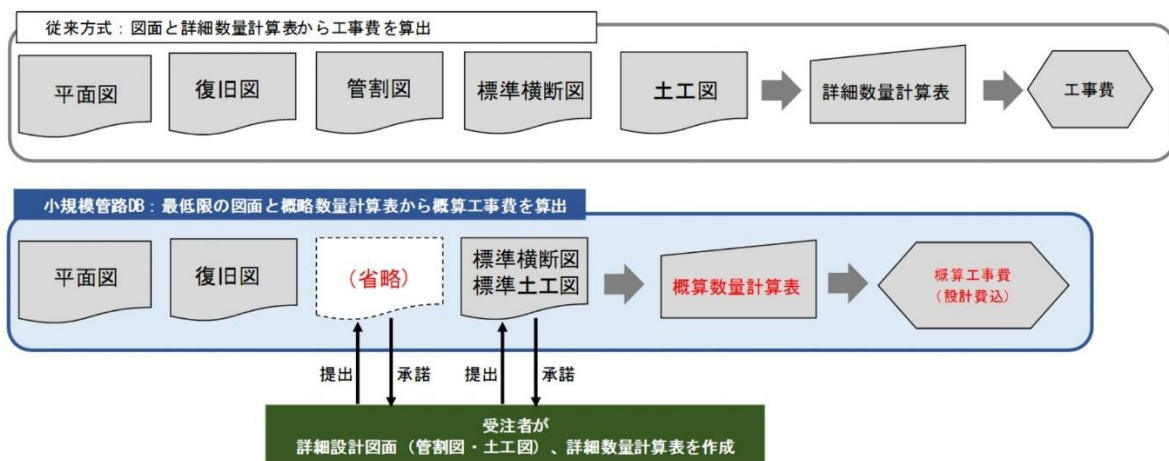 従来方式：図面と詳細数量計算表から工事費を算出
平面図
復旧図
管割図
標準横断図
土工図
詳細数量計算表
工事費
小規模管路DB：最低限の図面と概略数量計算表から概算工事費を算出
平面図
復旧図
（省略）
標準横断図
標準土工図
概算数量計算表
概算工事費
（設計費込）
提出
承諾
提出
承諾
受注者が
詳細設計図面（管割図・土工図）、詳細数量計算表を作成